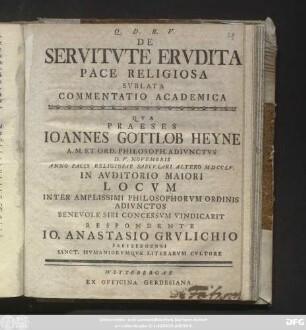 Q. D. B. V.
DE
SERVITVTE ERVDITA
PACE RELIGIOSA
SVBLATA
COMMENTATIO ACADEMICA
QVA
PRAESES
IOANNES GOTTLOB HEYNE
A. M. ET ORD. PHILOSOPH. ADIVNCTVS
D. V. NOVEMBRIS
ANNO PACIS RELIGIOSAE SAECVLARI ALTERO MDCCLV.
IN AVDITORIO MAIORI
LOCVM
INTER AMPLISSIMI PHILOSOPHORVM ORDINIS
ADIVNCTOS
BENEVOLE SIBI CONCESSVM VINDICABIT
RESPONDENTE
IO. ANASTASIO GRVLICHIO
SANCT. HVMANIORVMQVE LITERARVM CVLTORE
WITTEBERGAE
EX OFFICINA GERDESIANA.